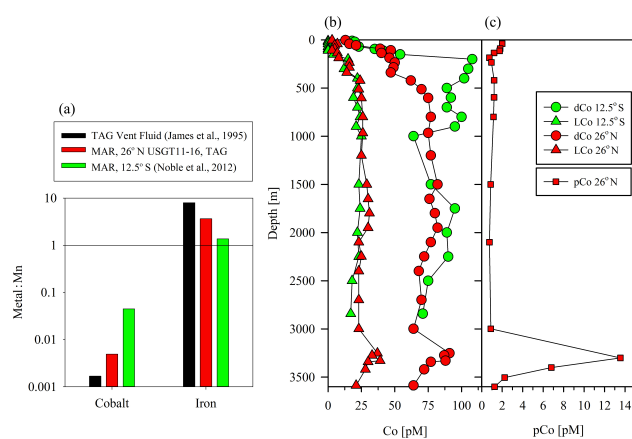 (a)
TAG Vent Fluid (James et al., 1995)
MAR, 26° N USGT11-16, TAG
MAR, 12.5° S (Noble et al., 2012)
Metal:Mn
10
1
0.1
0.01
0.001
Cobalt Iron
(b)
Depth [m]
0
500
1000
1500
2000
2500
3000
3500
0 25 50 75 100
Co [pM]
(c)
0 2 4 6 8 10 12 14
pCo [pM]
dCo 12.5° S
LCo 12.5° S
dCo 26° N
LCo 26° N
pCo 26° N